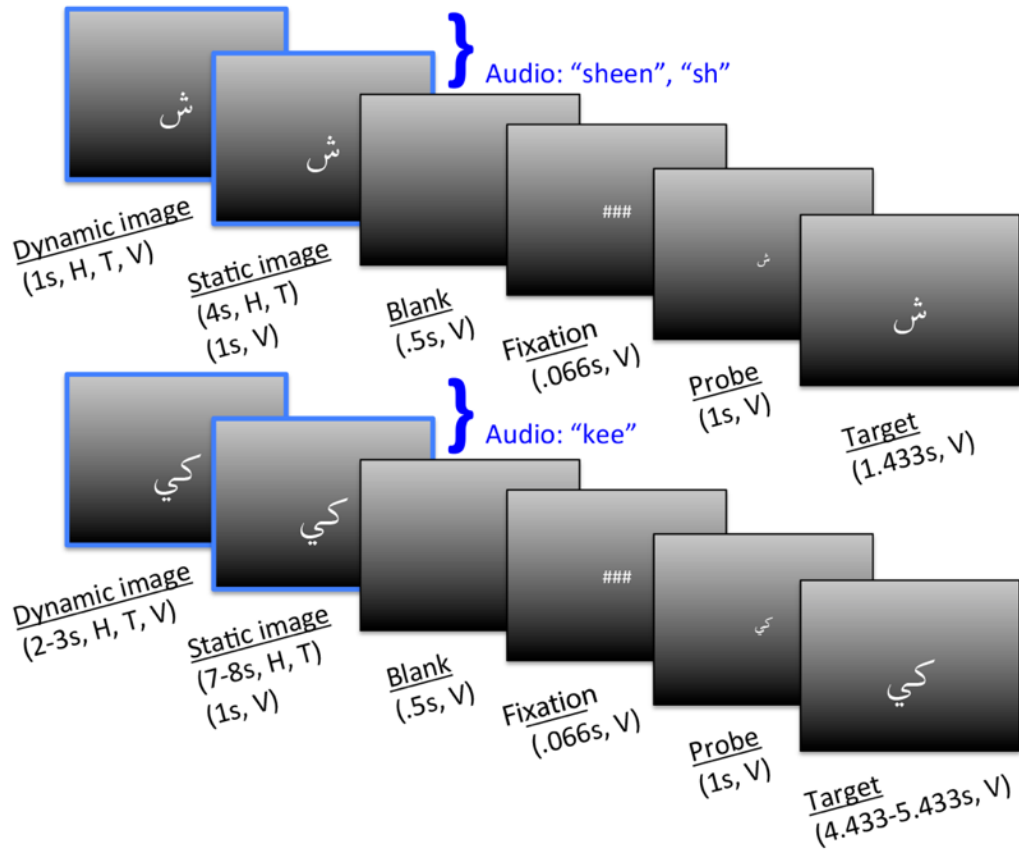 Audio: “sheen”, “sh”
ش
ش
###
ش
ش
Dynamic image
(1s, H, T, V)
Static image
(4s, H, T)
(1s, V)
Blank
(.5s, V)
Fixation
(.066s, V)
Probe
(1s, V)
Target
(1.433s, V)
Audio: “kee”
كي
كي
###
كي
كي
Dynamic image
(2-3s, H, T, V)
Static image
(7-8s, H, T)
(1s, V)
Blank
(.5s, V)
Fixation
(.066s, V)
Probe
(1s, V)
Target
(4.433-5.433s, V)